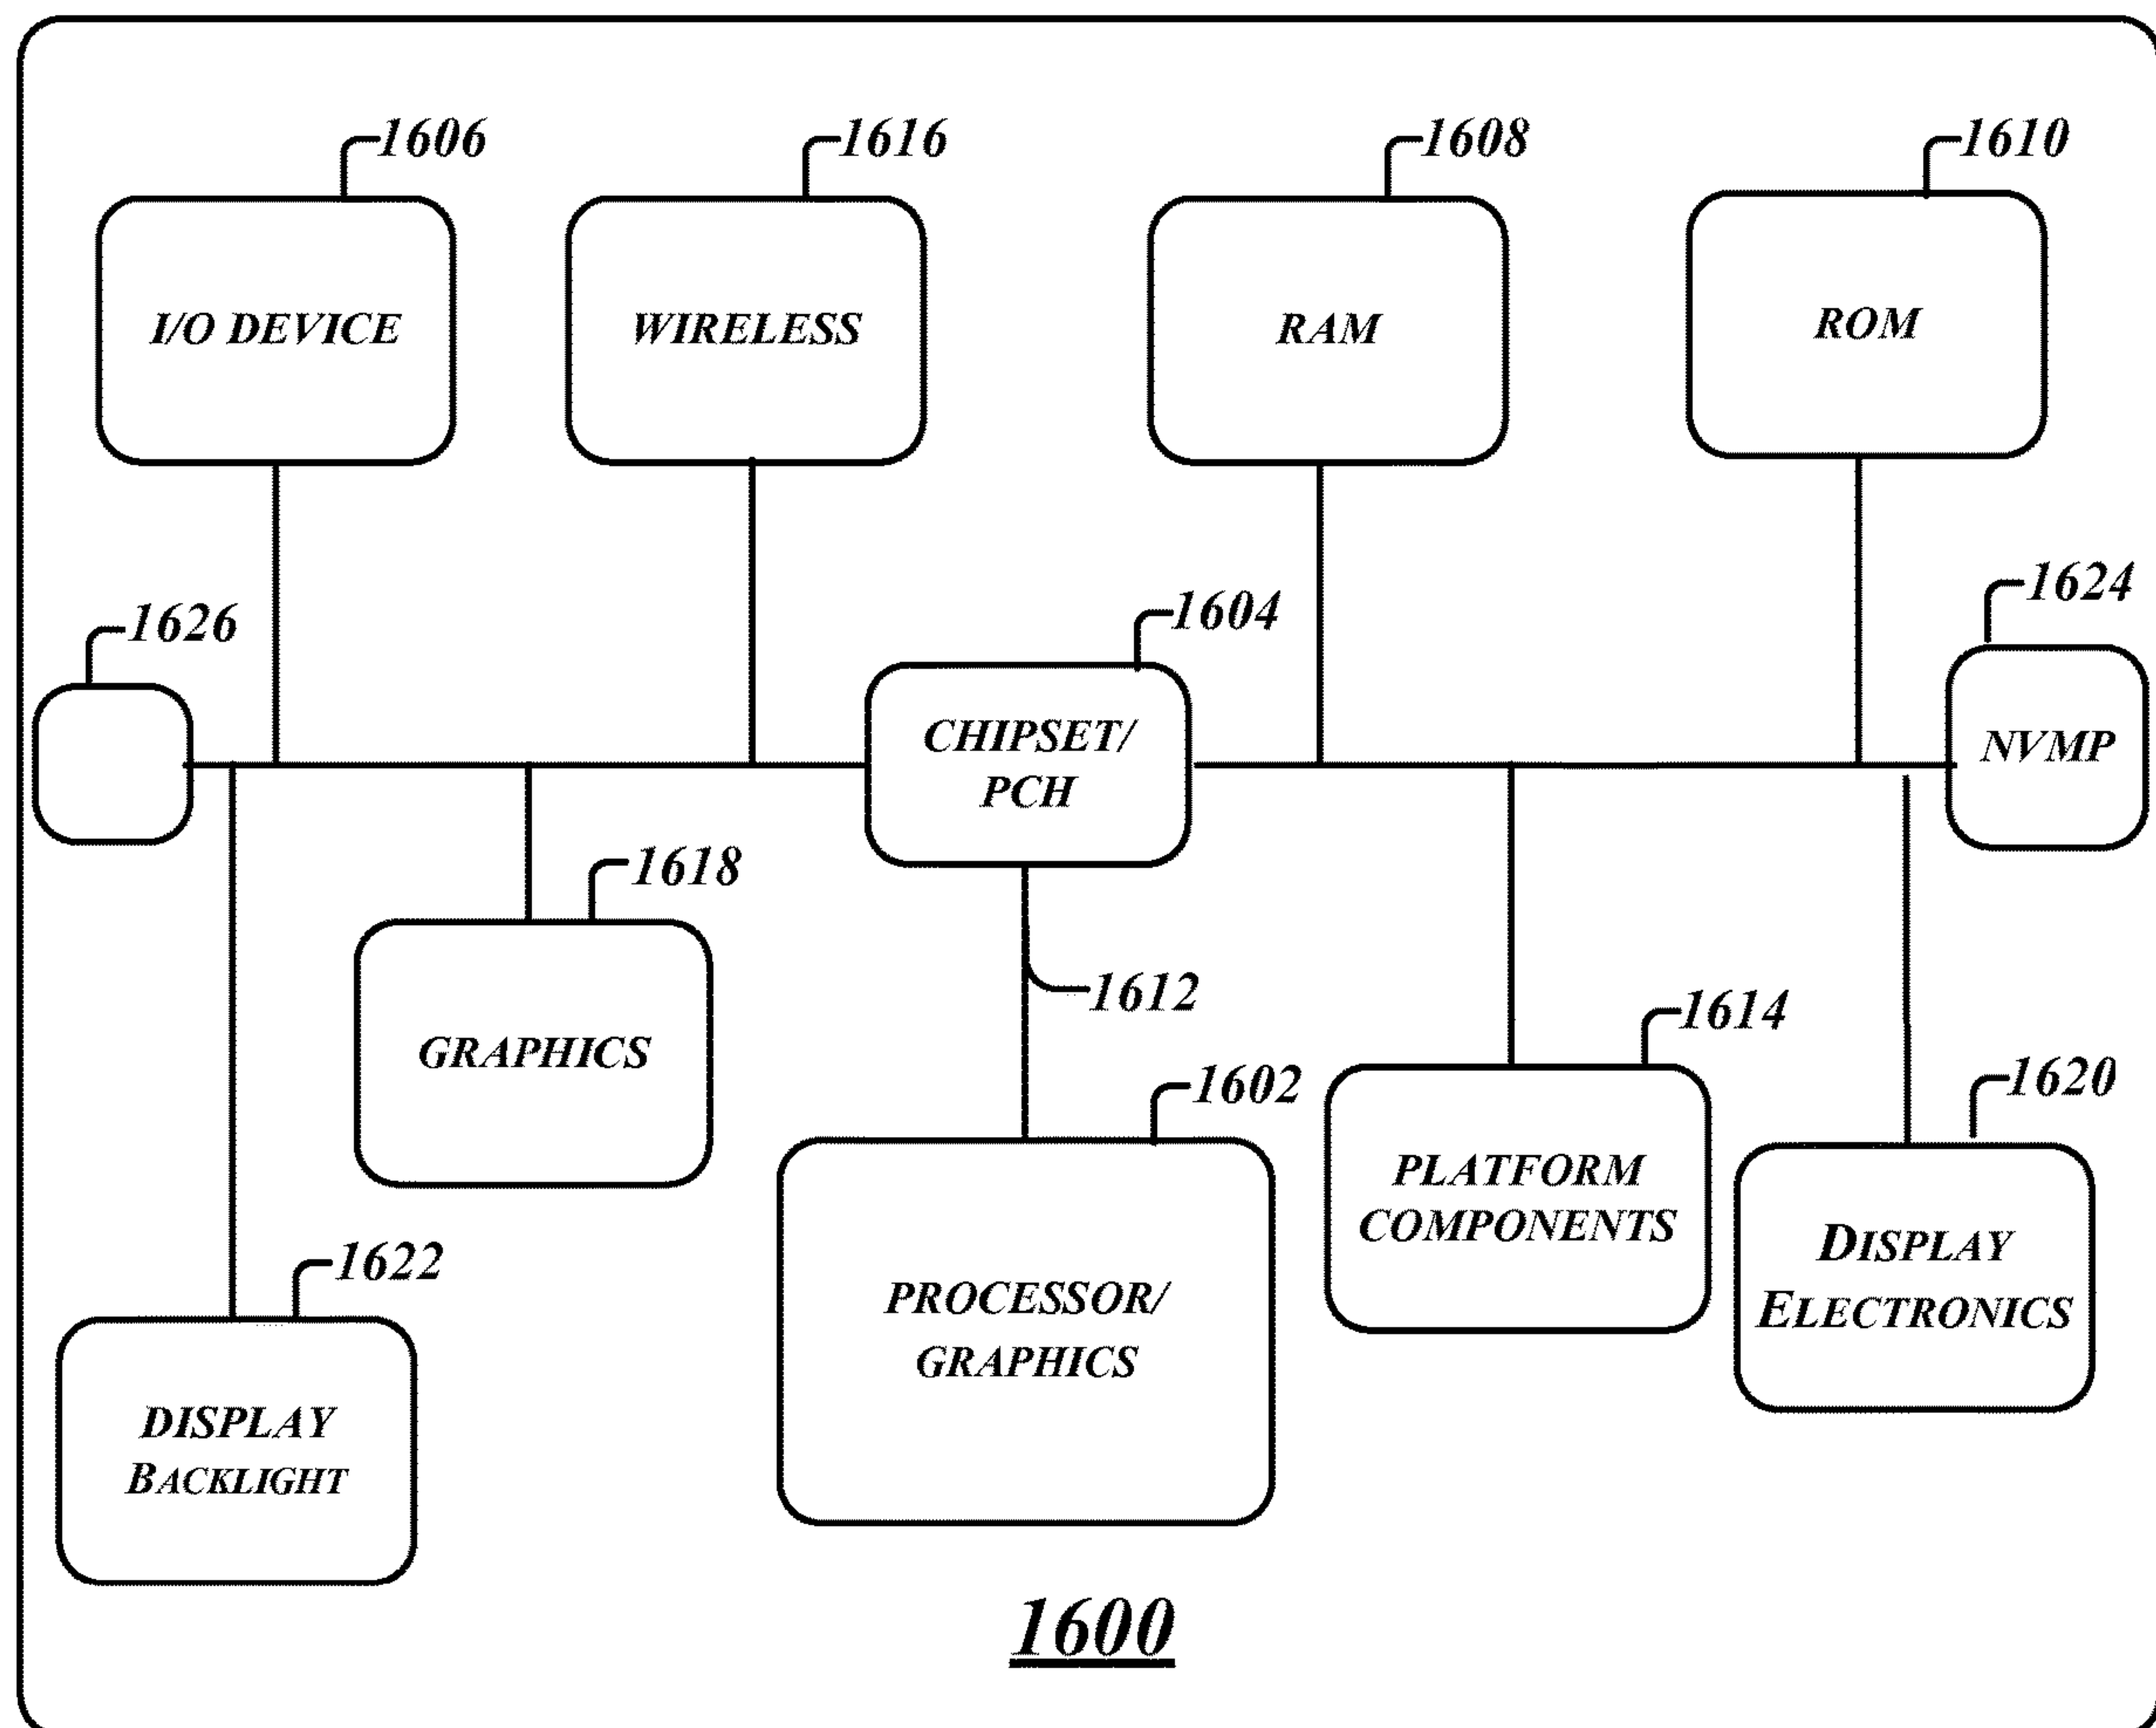 1606
1616
1608
1610
I/O DEVICE
WIRELESS
RAM
ROM
1626
1604
1624
CHIPSET/
PCH
NVMP
1618
1612
1614
GRAPHICS
1602
1620
PLATFORM
COMPONENTS
DISPLAY
ELECTRONICS
1622
PROCESSOR/
GRAPHICS
DISPLAY
BACKLIGHT
1600